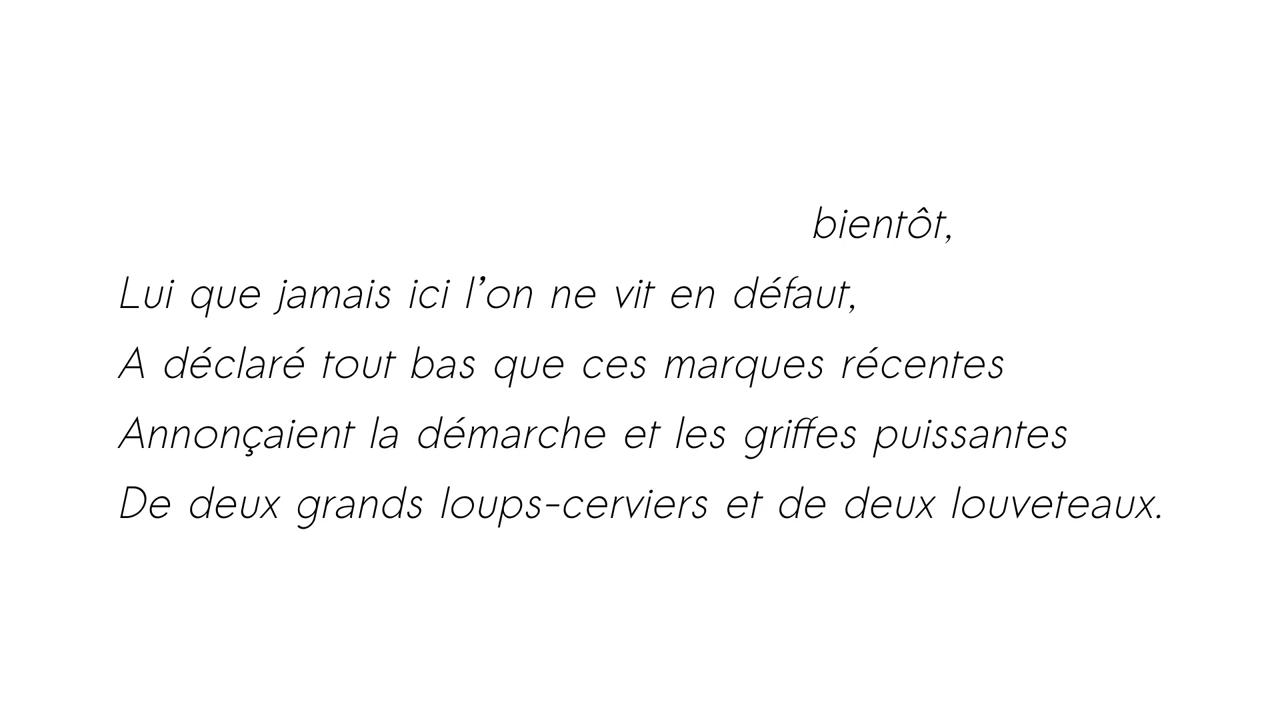 bientôt,
Lui que jamais ici l’on ne vit en défaut,
A déclaré tout bas que ces marques récentes
Annonçaient la démarche et les griffes puissantes
De deux grands loups-cerviers et de deux louveteaux.